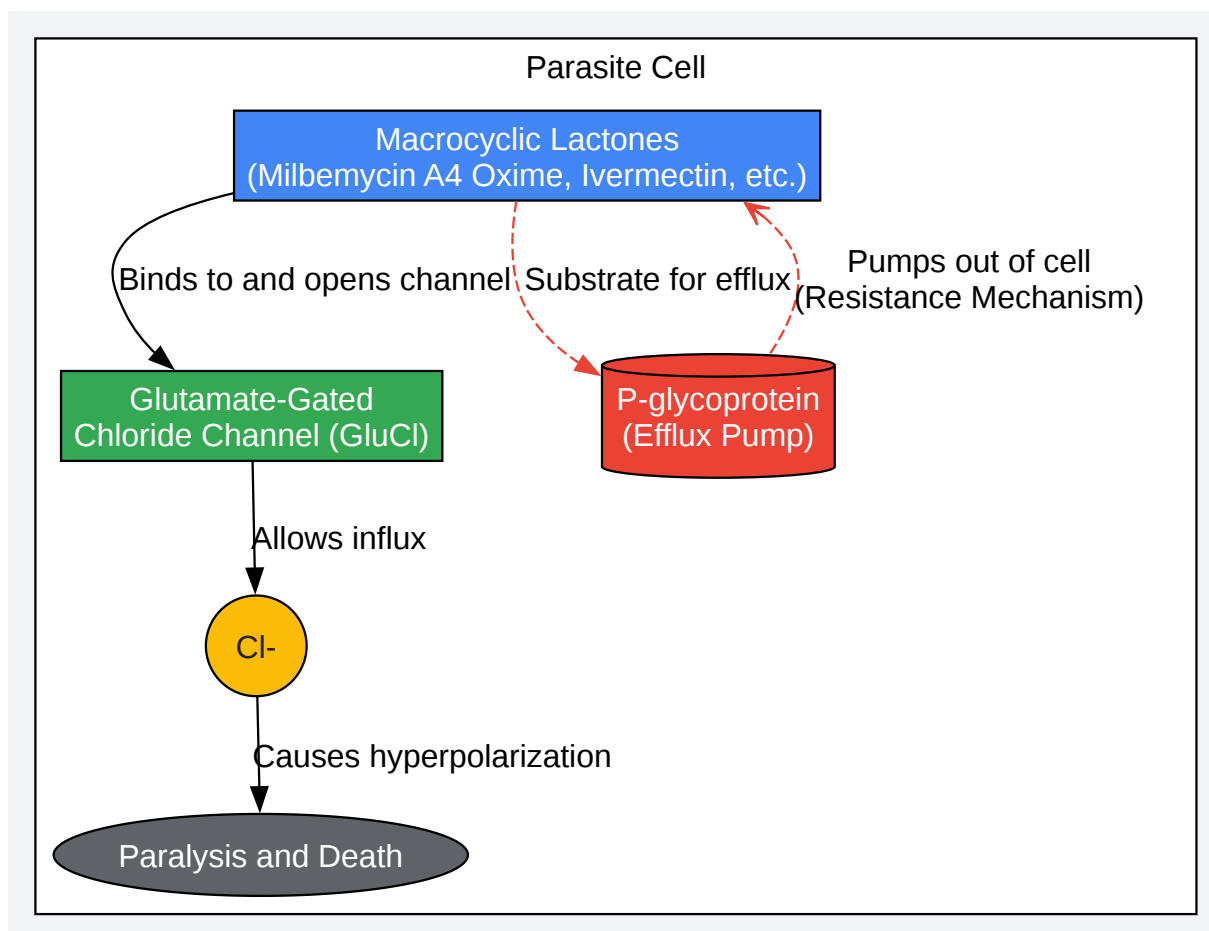 Parasite Cell
Macrocyclic Lactones
(Milbemycin A4 Oxime, Ivermectin, etc.)
Binds to and opens channel
Substrate for efflux
Pumps out of cell
(Resistance Mechanism)
Glutamate-Gated
Chloride Channel (GluCl)
P-glycoprotein
(Efflux Pump)
Allows influx
Cl-
Causes hyperpolarization
Paralysis and Death